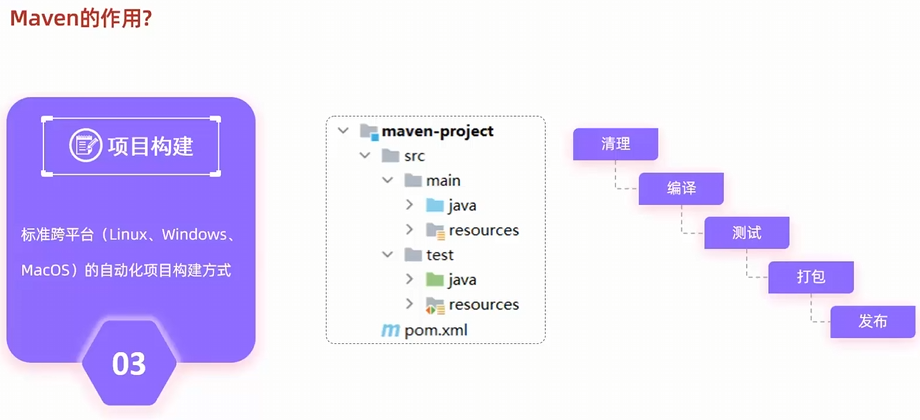 Maven的作用?
项目构建
标准跨平台（Linux、Windows、
MacOS）的自动化项目构建方式
03
maven-project
src
main
java
resources
test
java
resources
pom.xml
清理
编译
测试
打包
发布